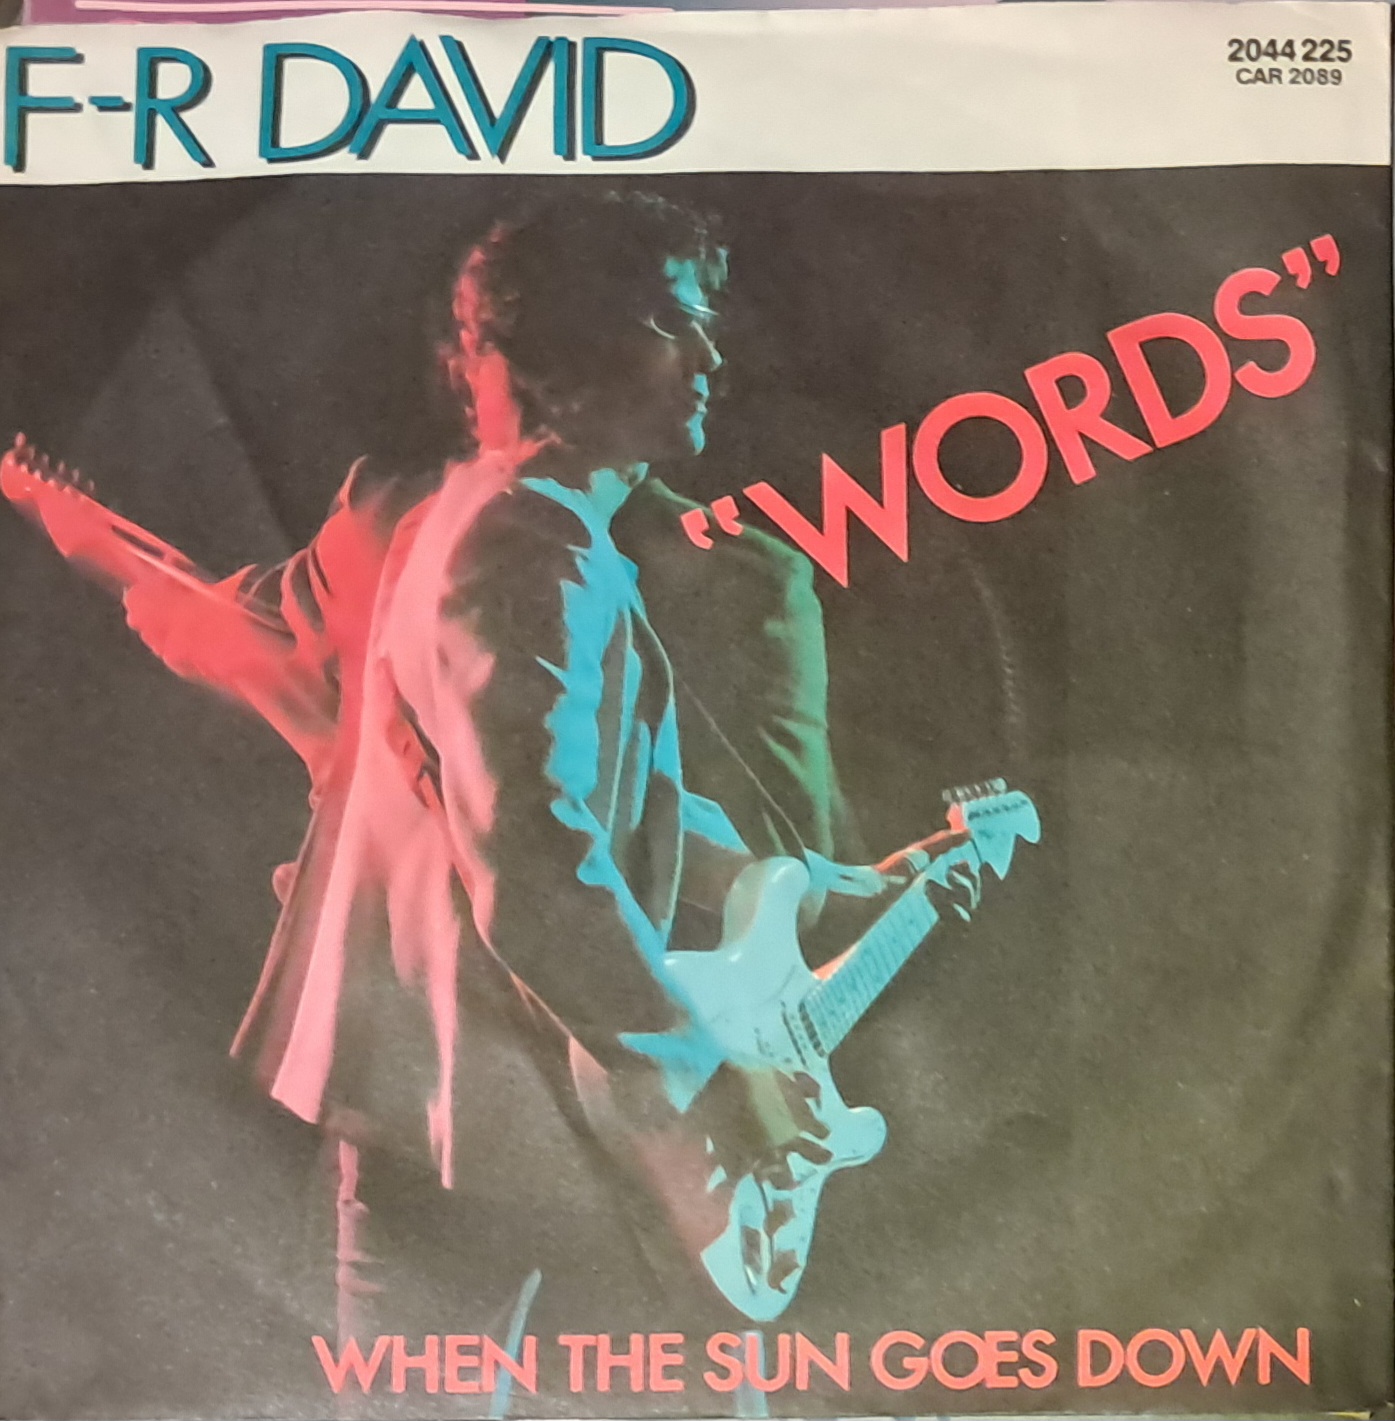 F-R DAVID
2044 225
CAR 2089
“WORDS”
WHEN THE SUN GOES DOWN